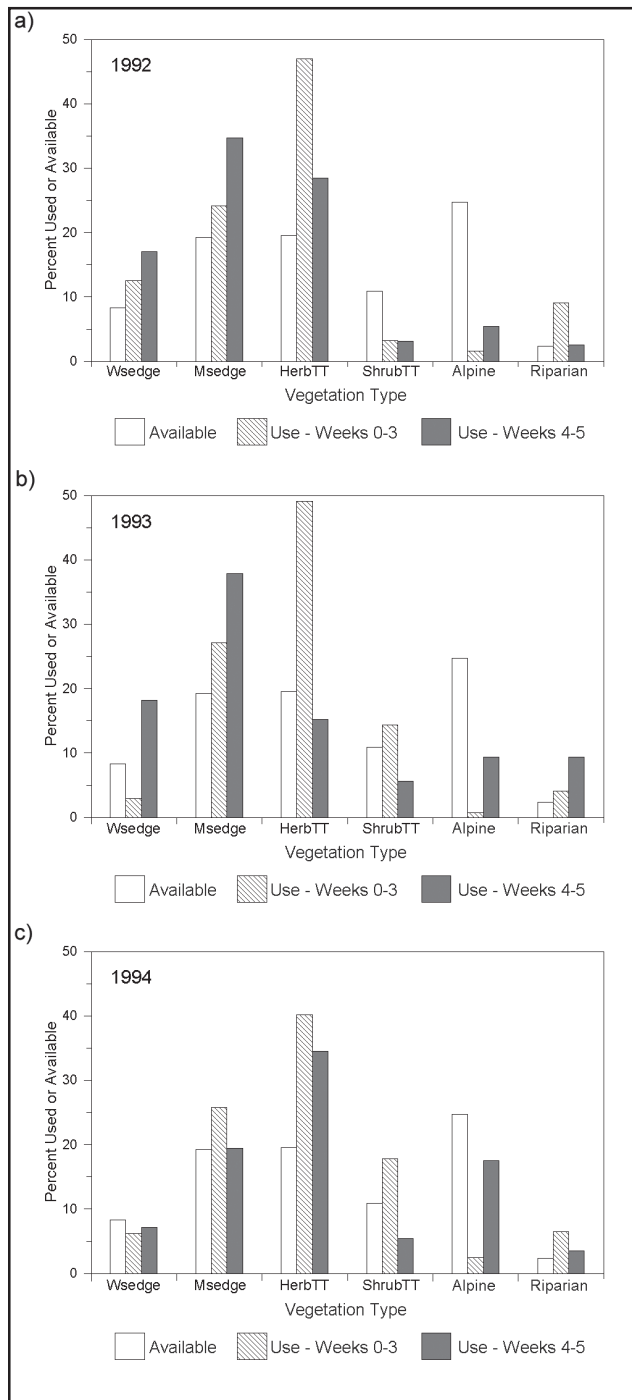 a)
1992
50
40
30
20
10
0
Percent Used or Available
Wsedge Msedge HerbTT ShrubTT Alpine Riparian
Vegetation Type
Available Use - Weeks 0-3 Use - Weeks 4-5
b)
1993
50
40
30
20
10
0
Percent Used or Available
Wsedge Msedge HerbTT ShrubTT Alpine Riparian
Vegetation Type
Available Use - Weeks 0-3 Use - Weeks 4-5
c)
1994
50
40
30
20
10
0
Percent Used or Available
Wsedge Msedge HerbTT ShrubTT Alpine Riparian
Vegetation Type
Available Use - Weeks 0-3 Use - Weeks 4-5